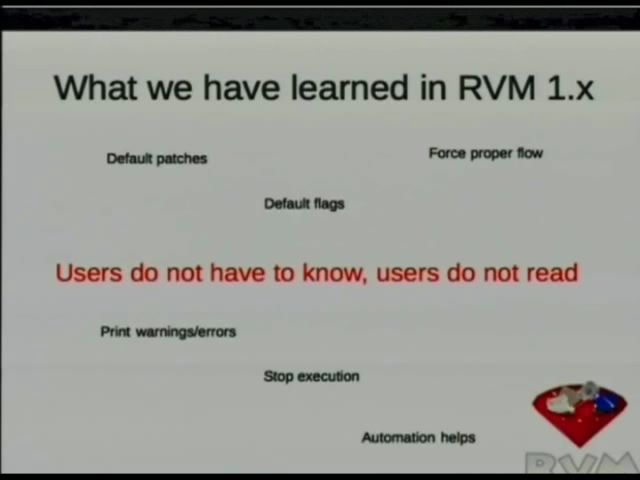 What we have learned in RVM 1.x
Default patches
Force proper flow
Default flags
Users do not have to know, users do not read
Print warnings/errors
Stop execution
Automation helps
RVM